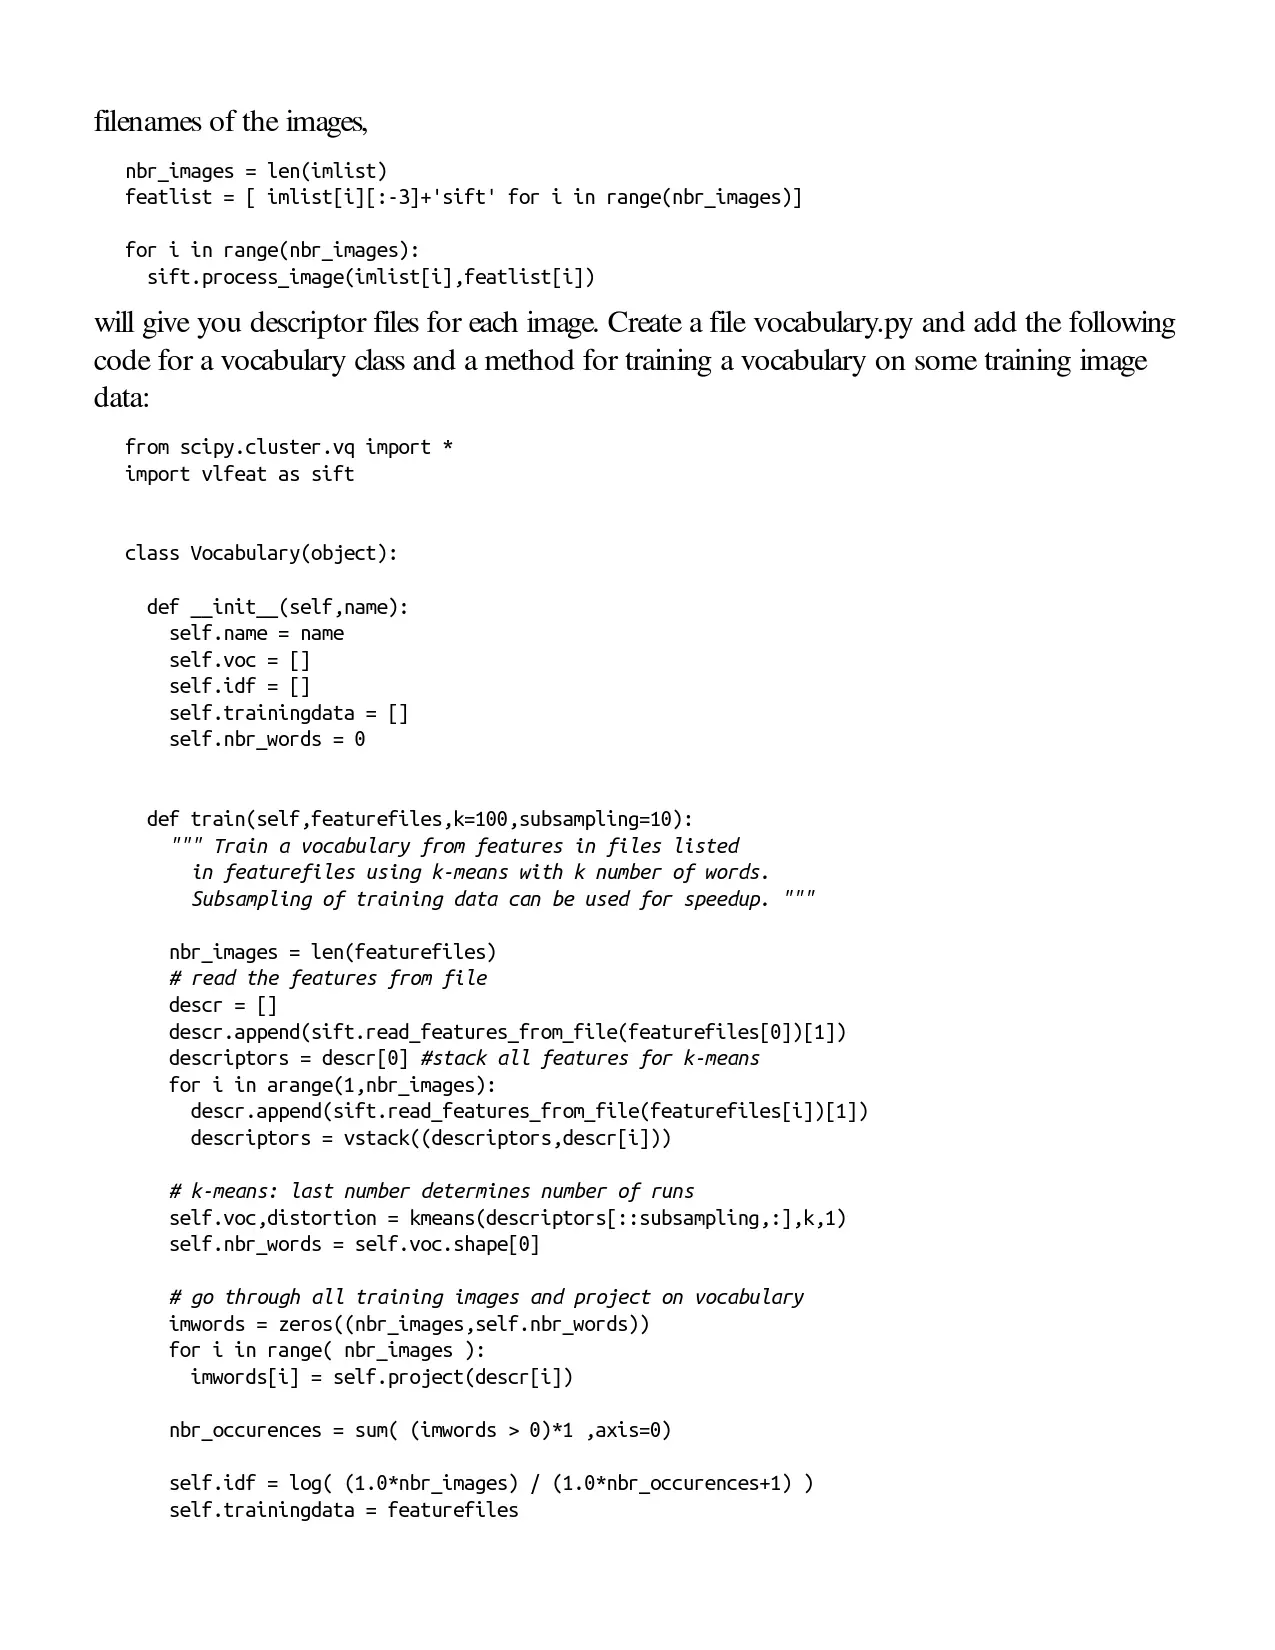 filenames of the images,
nbr_images = len(imlist)
featlist = [ imlist[i][:-3]+'sift' for i in range(nbr_images)]
for i in range(nbr_images):
  sift.process_image(imlist[i],featlist[i])
will give you descriptor files for each image. Create a file vocabulary.py and add the following
code for a vocabulary class and a method for training a vocabulary on some training image
data:
from scipy.cluster.vq import *
import vlfeat as sift
class Vocabulary(object):
  def __init__(self,name):
    self.name = name
    self.voc = []
    self.idf = []
    self.trainingdata = []
    self.nbr_words = 0
  def train(self,featurefiles,k=100,subsampling=10):
    """ Train a vocabulary from features in files listed
      in featurefiles using k-means with k number of words.
      Subsampling of training data can be used for speedup. """
    nbr_images = len(featurefiles)
    # read the features from file
    descr = []
    descr.append(sift.read_features_from_file(featurefiles[0])[1])
    descriptors = descr[0] #stack all features for k-means
    for i in arange(1,nbr_images):
      descr.append(sift.read_features_from_file(featurefiles[i])[1])
      descriptors = vstack((descriptors,descr[i]))
    # k-means: last number determines number of runs
    self.voc,distortion = kmeans(descriptors[::subsampling,:],k,1)
    self.nbr_words = self.voc.shape[0]
    # go through all training images and project on vocabulary
    imwords = zeros((nbr_images,self.nbr_words))
    for i in range( nbr_images ):
      imwords[i] = self.project(descr[i])
    nbr_occurences = sum( (imwords > 0)*1 ,axis=0)
    self.idf = log( (1.0*nbr_images) / (1.0*nbr_occurences+1) )
    self.trainingdata = featurefiles